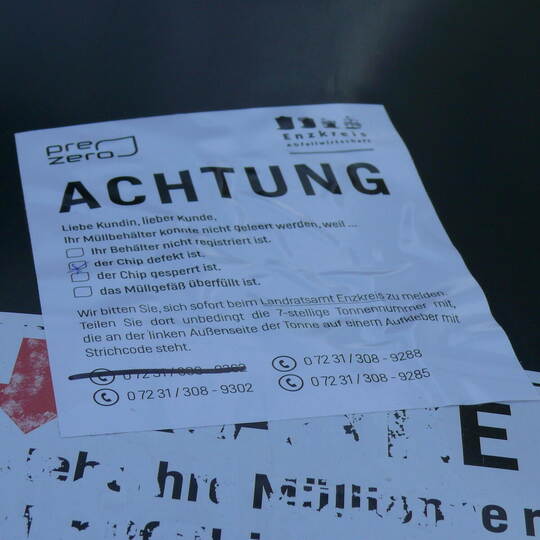 pre
zero
Enzkreis
Abfallwirtschaft
ACHTUNG
Liebe Kundin, lieber Kunde,
Ihr Müllbehälter konnte nicht geleert werden, weil ...
Ihr Behälter nicht registriert ist.
der Chip defekt ist.
der Chip gesperrt ist.
das Müllgefäß überfüllt ist.
Wir bitten Sie, sich sofort beim Landratsamt Enzkreis zu melden.
Teilen Sie dort unbedingt die 7-stellige Tonnennummer mit,
die an der linken Außenseite der Tonne auf einem Aufkleber mit
Strichcode steht.
0 72 31 / 308 - 9288
0 72 31 / 308 - 9302
0 72 31 / 308 - 9285